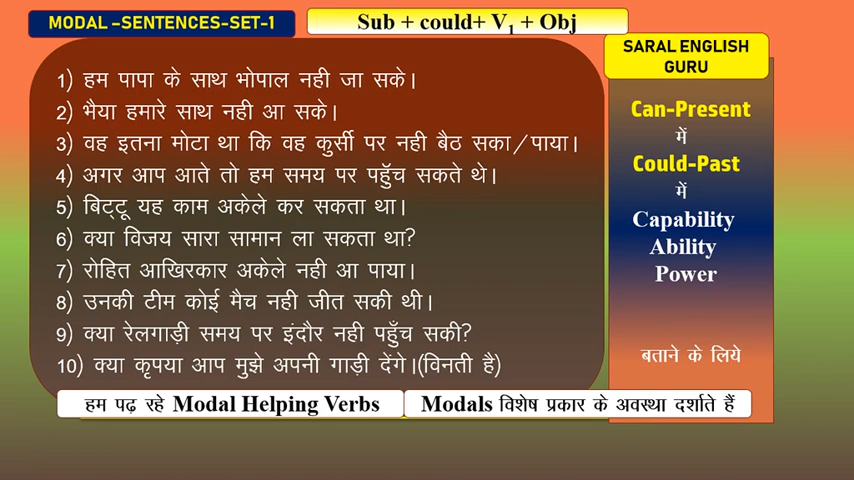 MODAL –SENTENCES-SET-1
Sub + could+ V1 + Obj
SARAL ENGLISH
GURU
1) हम पापा के साथ भोपाल नही जा सके।
2) भैया हमारे साथ नही आ सके।
3) वह इतना मोटा था कि वह कुर्सी पर नही बैठ सका/पाया।
4) अगर आप आते तो हम समय पर पहुँच सकते थे।
5) बिट्टू यह काम अकेले कर सकता था।
6) क्या विजय सारा सामान ला सकता था?
7) रोहित आखिरकार अकेले नही आ पाया।
8) उनकी टीम कोई मैच नही जीत सकी थी।
9) क्या रेलगाड़ी समय पर इंदौर नही पहुँच सकी?
10) क्या कृपया आप मुझे अपनी गाड़ी देंगे।(विनती है)
Can-Present
में
Could-Past
में
Capability
Ability
Power
बताने के लिये
हम पढ़ रहे Modal Helping Verbs
Modals विशेष प्रकार के अवस्था दर्शाते हैं